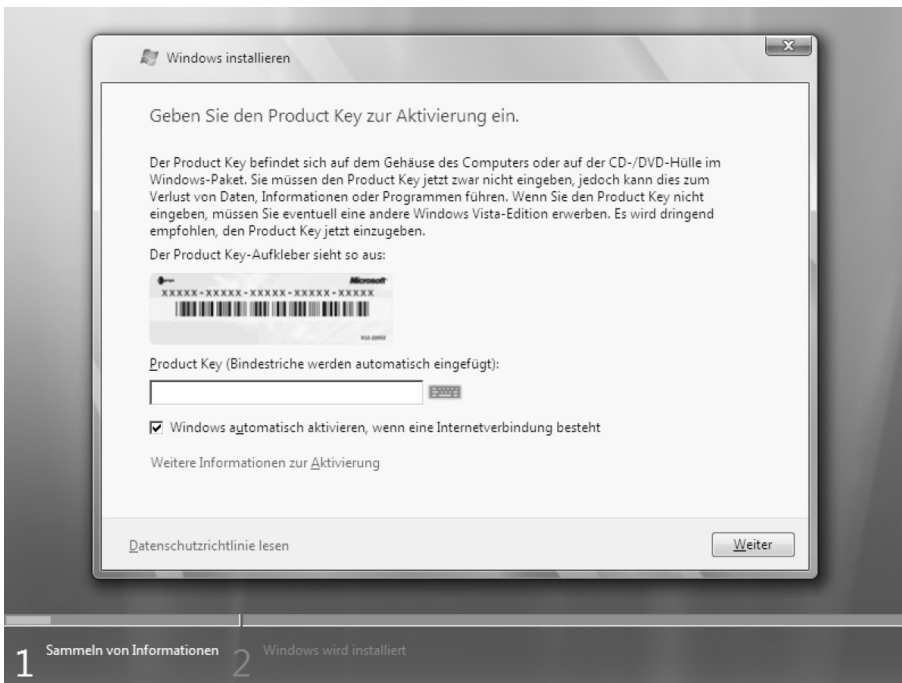 Windows installieren
Geben Sie den Product Key zur Aktivierung ein.
Der Product Key befindet sich auf dem Gehäuse des Computers oder auf der CD-/DVD-Hülle im
Windows-Paket. Sie müssen den Product Key jetzt zwar nicht eingeben, jedoch kann dies zum
Verlust von Daten, Informationen oder Programmen führen. Wenn Sie den Product Key nicht
eingeben, müssen Sie eventuell eine andere Windows Vista-Edition erwerben. Es wird dringend
empfohlen, den Product Key jetzt einzugeben.
Der Product Key-Aufkleber sieht so aus:
Microsoft
XXXXX-XXXXX-XXXXX-XXXXX-XXXXX
Product Key (Bindestriche werden automatisch eingefügt):
Windows automatisch aktivieren, wenn eine Internetverbindung besteht
Weitere Informationen zur Aktivierung
Datenschutzrichtlinie lesen
Weiter
1 Sammeln von Informationen 2 Windows wird installiert